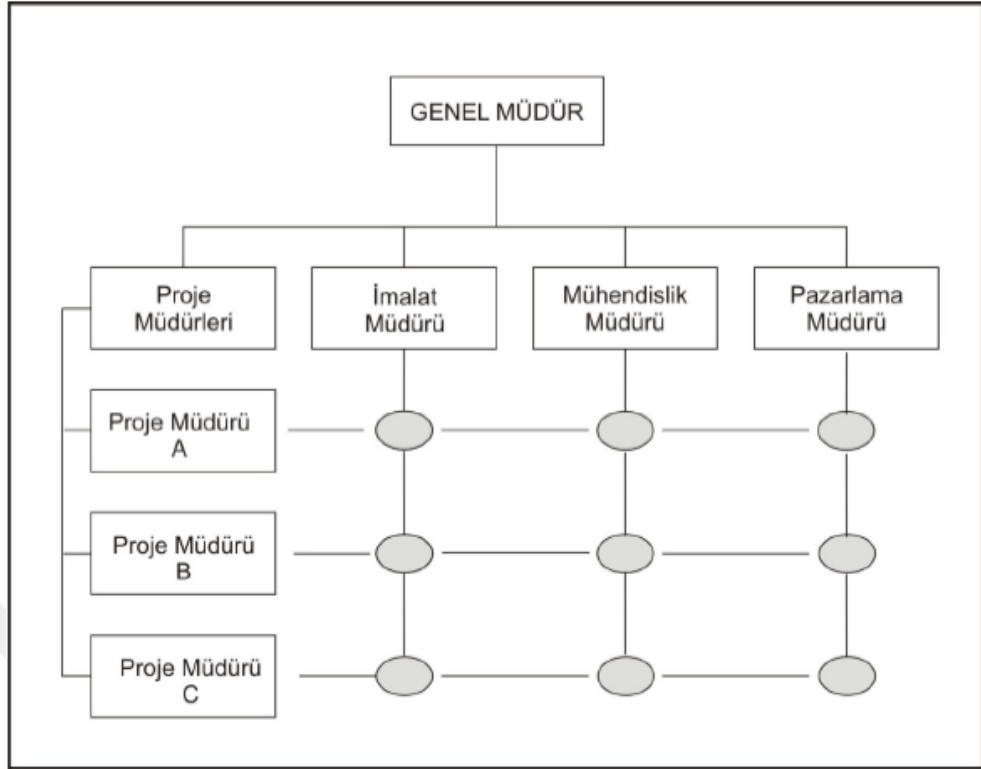 GENEL MÜDÜR
Proje
Müdürleri
İmalat
Müdürü
Mühendislik
Müdürü
Pazarlama
Müdürü
Proje Müdürü
A
Proje Müdürü
B
Proje Müdürü
C